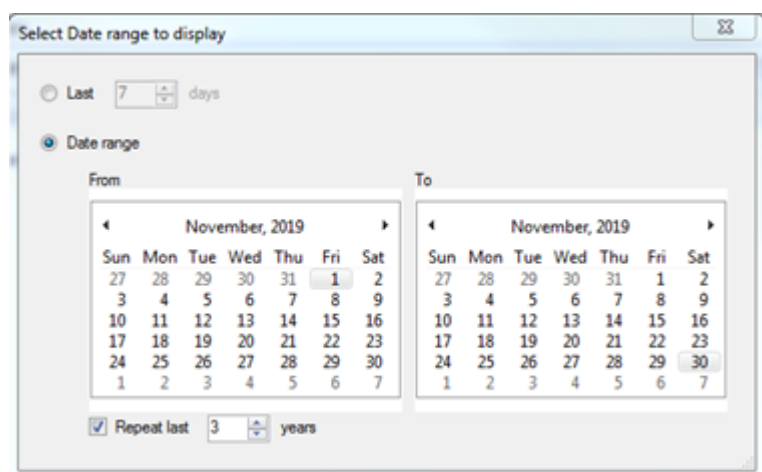 Select Date range to display
Last 7 days
Date range
From To
November, 2019 November, 2019
Sun Mon Tue Wed Thu Fri Sat Sun Mon Tue Wed Thu Fri Sat
27 28 29 30 31 1 2 27 28 29 30 31 1 2
3 4 5 6 7 8 9 3 4 5 6 7 8 9
10 11 12 13 14 15 16 10 11 12 13 14 15 16
17 18 19 20 21 22 23 17 18 19 20 21 22 23
24 25 26 27 28 29 30 24 25 26 27 28 29 30
1 2 3 4 5 6 7 1 2 3 4 5 6 7
Repeat last 3 years